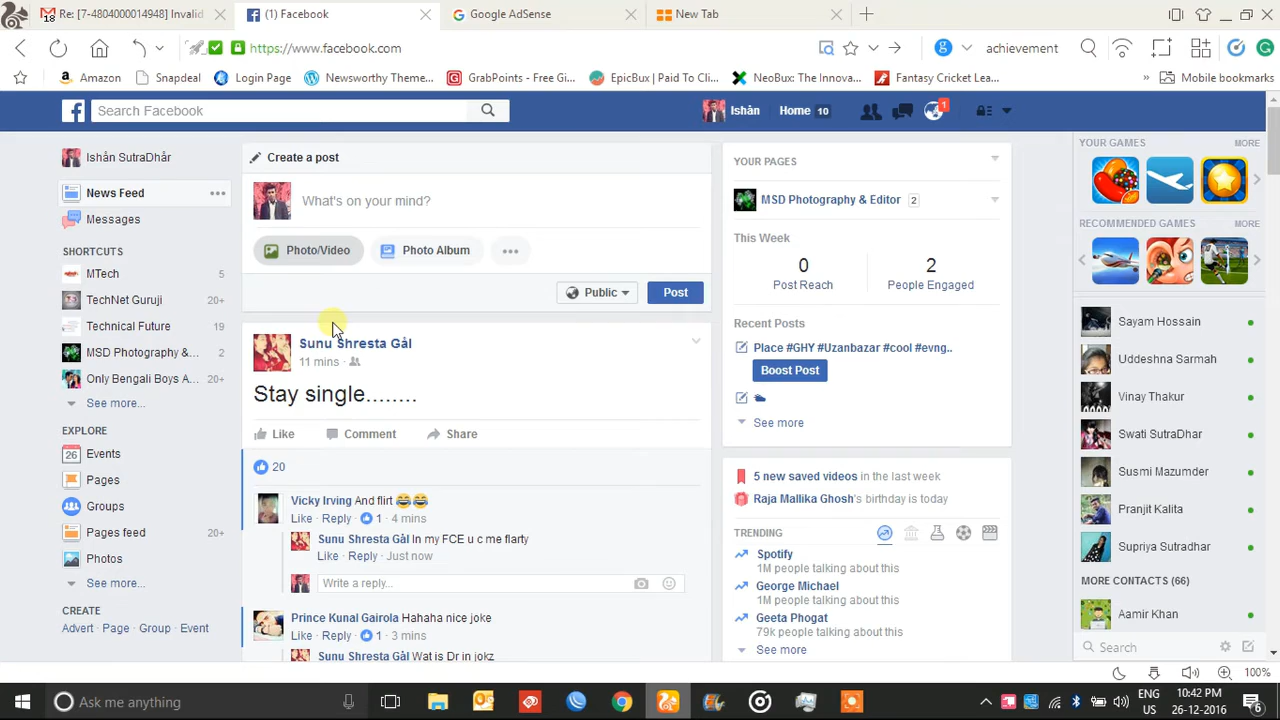 18 Re: [7-4804000014948] Invalid
(1) Facebook
Google AdSense
New Tab
https://www.facebook.com
achievement
Amazon
Snapdeal
Login Page
Newsworthy Theme...
GrabPoints - Free Gi...
EpicBux | Paid To Cli...
NeoBux: The Innova...
Fantasy Cricket Lea...
Mobile bookmarks
Search Facebook
Ishån
Home 10
1
Ishån SutraDhår
News Feed
Messages
SHORTCUTS
MTech 5
TechNet Guruji 20+
Technical Future 19
MSD Photography &... 2
Only Bengali Boys A... 20+
See more...
EXPLORE
26 Events
Pages
Groups
Pages feed 20+
Photos
See more...
CREATE
Advert · Page · Group · Event
Create a post
What's on your mind?
Photo/Video
Photo Album
Public
Post
Sunu Shresta Gål
11 mins ·
Stay single........
Like Comment Share
20
Vicky Irving And flirt 😂😂
Like · Reply · 1 · 4 mins
Sunu Shresta Gål In my FCE u c me flarty
Like · Reply · Just now
Write a reply...
Prince Kunal Gairola Hahaha nice joke
Like · Reply · 1 · 3 mins
Sunu Shresta Gål Wat is Dr in jokz
YOUR PAGES
MSD Photography & Editor 2
This Week
0
Post Reach
2
People Engaged
Recent Posts
Place #GHY #Uzanbazar #cool #evng..
Boost Post
See more
5 new saved videos in the last week
Raja Mallika Ghosh's birthday is today
TRENDING
Spotify
1M people talking about this
George Michael
1M people talking about this
Geeta Phogat
79k people talking about this
See more
YOUR GAMES MORE
RECOMMENDED GAMES MORE
Sayam Hossain
Uddeshna Sarmah
Vinay Thakur
Swati SutraDhar
Susmi Mazumder
Pranjit Kalita
Supriya Sutradhar
MORE CONTACTS (66)
Aamir Khan
Search
100%
Ask me anything
ENG
US
10:42 PM
26-12-2016
6